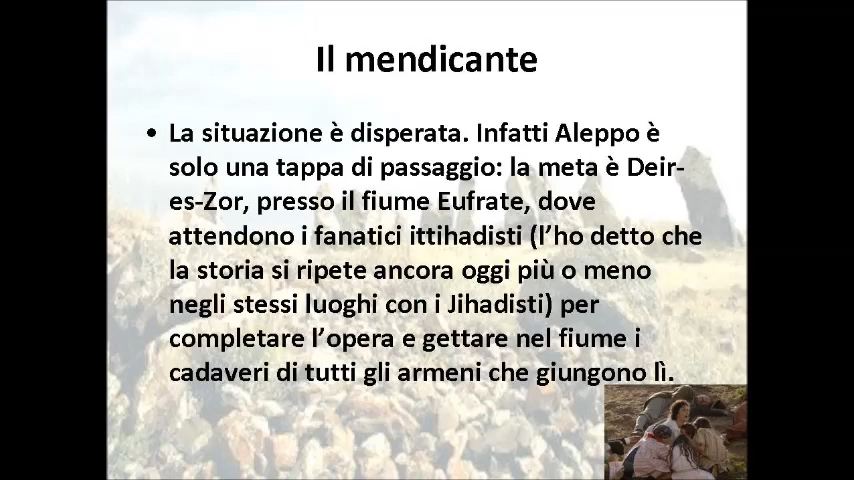 Il mendicante
• La situazione è disperata. Infatti Aleppo è
solo una tappa di passaggio: la meta è Deir-
es-Zor, presso il fiume Eufrate, dove
attendono i fanatici ittihadisti (l’ho detto che
la storia si ripete ancora oggi più o meno
negli stessi luoghi con i Jihadisti) per
completare l’opera e gettare nel fiume i
cadaveri di tutti gli armeni che giungono lì.